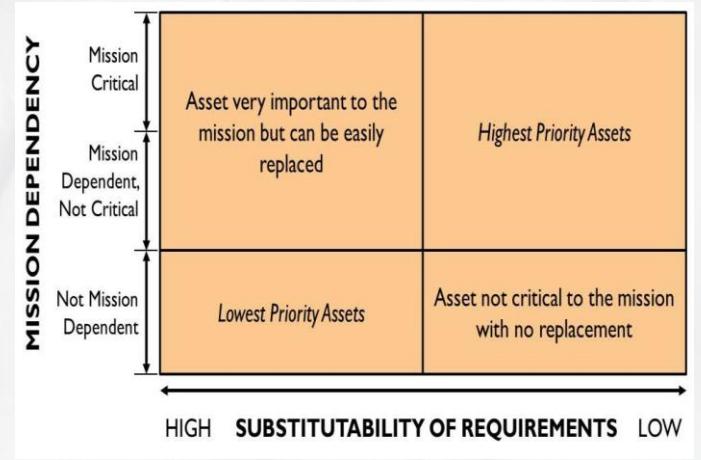 MISSION DEPENDENCY
Mission
Critical
Mission
Dependent,
Not Critical
Not Mission
Dependent
Asset very important to the
mission but can be easily
replaced
Highest Priority Assets
Lowest Priority Assets
Asset not critical to the mission
with no replacement
HIGH SUBSTITUTABILITY OF REQUIREMENTS LOW